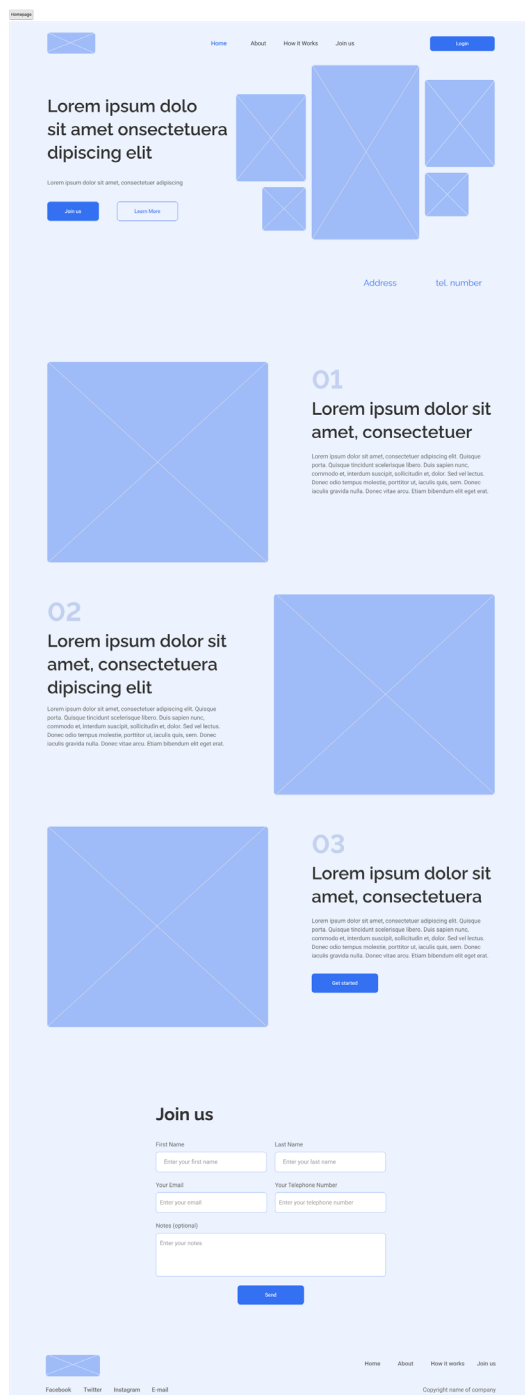 Homepage
Home About How it Works Join us Login
Lorem ipsum dolo
sit amet onsectetuera
dipiscing elit
Lorem ipsum dolor sit amet, consectetuer adipiscing
Join us Learn More
Address tel. number
01
Lorem ipsum dolor sit
amet, consectetuer
Lorem ipsum dolor sit amet, consectetuer adipiscing elit. Quisque
porta. Quisque tincidunt scelerisque libero. Duis sapien nunc,
commodo et, interdum suscipit, sollicitudin et, dolor. Sed vel lectus.
Donec odio tempus molestie, porttitor ut, iaculis quis, sem. Donec
iaculis gravida nulla. Donec vitae arcu. Etiam bibendum elit eget erat.
02
Lorem ipsum dolor sit
amet, consectetuera
dipiscing elit
Lorem ipsum dolor sit amet, consectetuer adipiscing elit. Quisque
porta. Quisque tincidunt scelerisque libero. Duis sapien nunc,
commodo et, interdum suscipit, sollicitudin et, dolor. Sed vel lectus.
Donec odio tempus molestie, porttitor ut, iaculis quis, sem. Donec
iaculis gravida nulla. Donec vitae arcu. Etiam bibendum elit eget erat.
03
Lorem ipsum dolor sit
amet, consectetuera
Lorem ipsum dolor sit amet, consectetuer adipiscing elit. Quisque
porta. Quisque tincidunt scelerisque libero. Duis sapien nunc,
commodo et, interdum suscipit, sollicitudin et, dolor. Sed vel lectus.
Donec odio tempus molestie, porttitor ut, iaculis quis, sem. Donec
iaculis gravida nulla. Donec vitae arcu. Etiam bibendum elit eget erat.
Get started
Join us
First Name Last Name
Enter your first name Enter your last name
Your Email Your Telephone Number
Enter your email Enter your telephone number
Notes (optional)
Enter your notes
Send
Home About How it works Join us
Facebook Twitter Instagram E-mail Copyright name of company